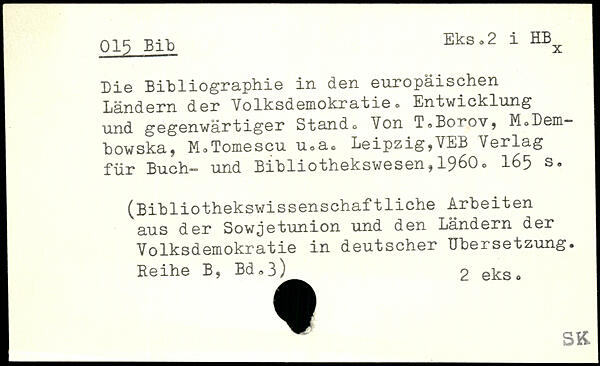 015 Bib
Eks.2 i HBx
Die Bibliographie in den europäischen
Ländern der Volksdemokratie. Entwicklung
und gegenwärtiger Stand. Von T.Borov, M.Dem-
bowska, M.Tomescu u.a. Leipzig,VEB Verlag
für Buch- und Bibliothekswesen,1960. 165 s.
(Bibliothekswissenschaftliche Arbeiten
aus der Sowjetunion und den Ländern der
Volksdemokratie in deutscher Übersetzung.
Reihe B, Bd.3)
2 eks.
SK